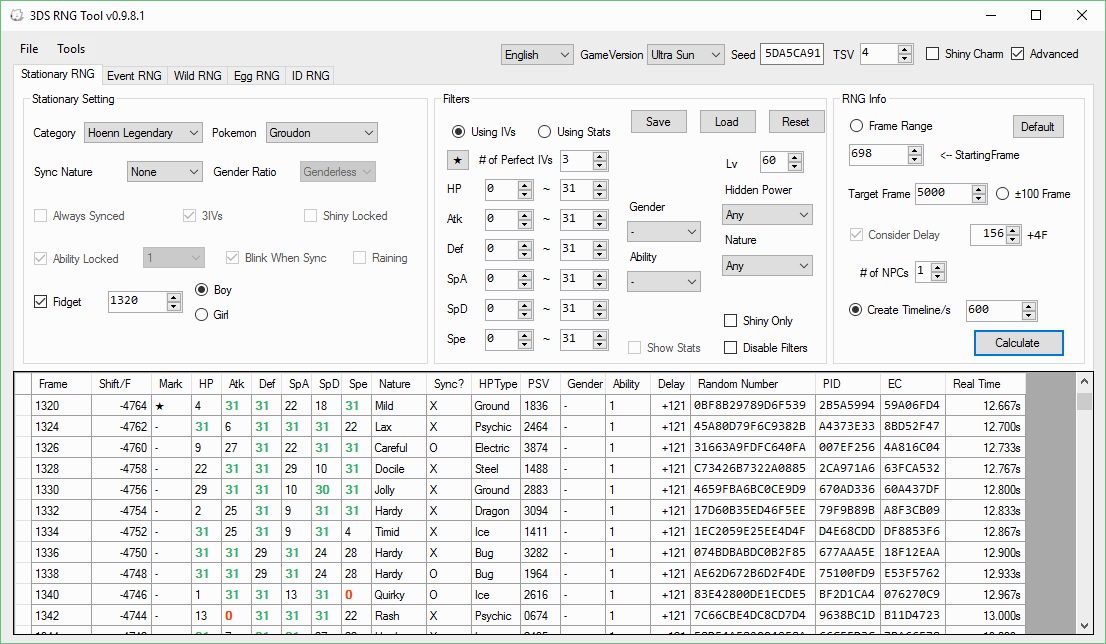 3DS RNG Tool v0.9.8.1
File Tools
English GameVersion Ultra Sun Seed 5DA5CA91 TSV 4 Shiny Charm Advanced
Stationary RNG Event RNG Wild RNG Egg RNG ID RNG
Stationary Setting
Category Hoenn Legendary Pokemon Groudon
Sync Nature None Gender Ratio Genderless
Always Synced 3IVs Shiny Locked
Ability Locked 1 Blink When Sync Raining
Fidget 1320 Boy
Girl
Filters
Using IVs Using Stats Save Load Reset
★ # of Perfect IVs 3 Lv 60
HP 0 ~ 31
Atk 0 ~ 31
Def 0 ~ 31
SpA 0 ~ 31
SpD 0 ~ 31
Spe 0 ~ 31
Gender
-
Ability
-
Hidden Power
Any
Nature
Any
Shiny Only
Show Stats Disable Filters
RNG Info
Frame Range Default
698 <-- StartingFrame
Target Frame 5000 ±100 Frame
Consider Delay 156 +4F
# of NPCs 1
Create Timeline/s 600
Calculate
Frame Shift/F Mark HP Atk Def SpA SpD Spe Nature Sync? HPType PSV Gender Ability Delay Random Number PID EC Real Time
1320 -4764 ★ 4 31 31 22 18 31 Mild X Ground 1836 - 1 +121 0BF8B29789D6F539 2B5A5994 59A06FD4 12.667s
1324 -4762 - 31 6 31 31 31 22 Lax X Psychic 2464 - 1 +121 45A80D79F6C9382B A4373E33 8BD52F47 12.700s
1326 -4760 - 9 27 31 22 31 31 Careful O Electric 3874 - 1 +121 31663A9FDFC640FA 007EF256 4A816C04 12.733s
1328 -4758 - 22 31 31 29 10 31 Docile X Steel 1488 - 1 +121 C73426B7322A0885 2CA971A6 63FCA532 12.767s
1330 -4756 - 29 31 31 10 30 31 Jolly X Ground 2883 - 1 +121 4659FBA6BC0CE9D9 670AD336 60A437DF 12.800s
1332 -4754 - 2 25 31 9 31 31 Hardy X Dragon 3094 - 1 +121 17D60B35ED46F5EE 79F9B89B A8F3CB09 12.833s
1334 -4752 - 31 25 31 9 31 4 Timid X Ice 1411 - 1 +121 1EC2059E25EE4D4F D4E68CDD DF8853F6 12.867s
1336 -4750 - 31 31 29 31 24 28 Hardy X Bug 3282 - 1 +121 074BDBABDC0B2F85 677AAA5E 18F12EAA 12.900s
1338 -4748 - 31 31 29 31 24 28 Hardy O Bug 1964 - 1 +121 AE62D672B6D2F4DE 75100FD9 E53F5762 12.933s
1340 -4746 - 1 31 31 13 31 0 Quirky O Ice 2616 - 1 +121 83E42800DE1ECDE5 BF2D1CA4 076270C9 12.967s
1342 -4744 - 13 0 31 31 31 22 Rash X Psychic 0674 - 1 +121 7C66CBE4DC8CD7D4 9638BC1D B11D4723 13.000s